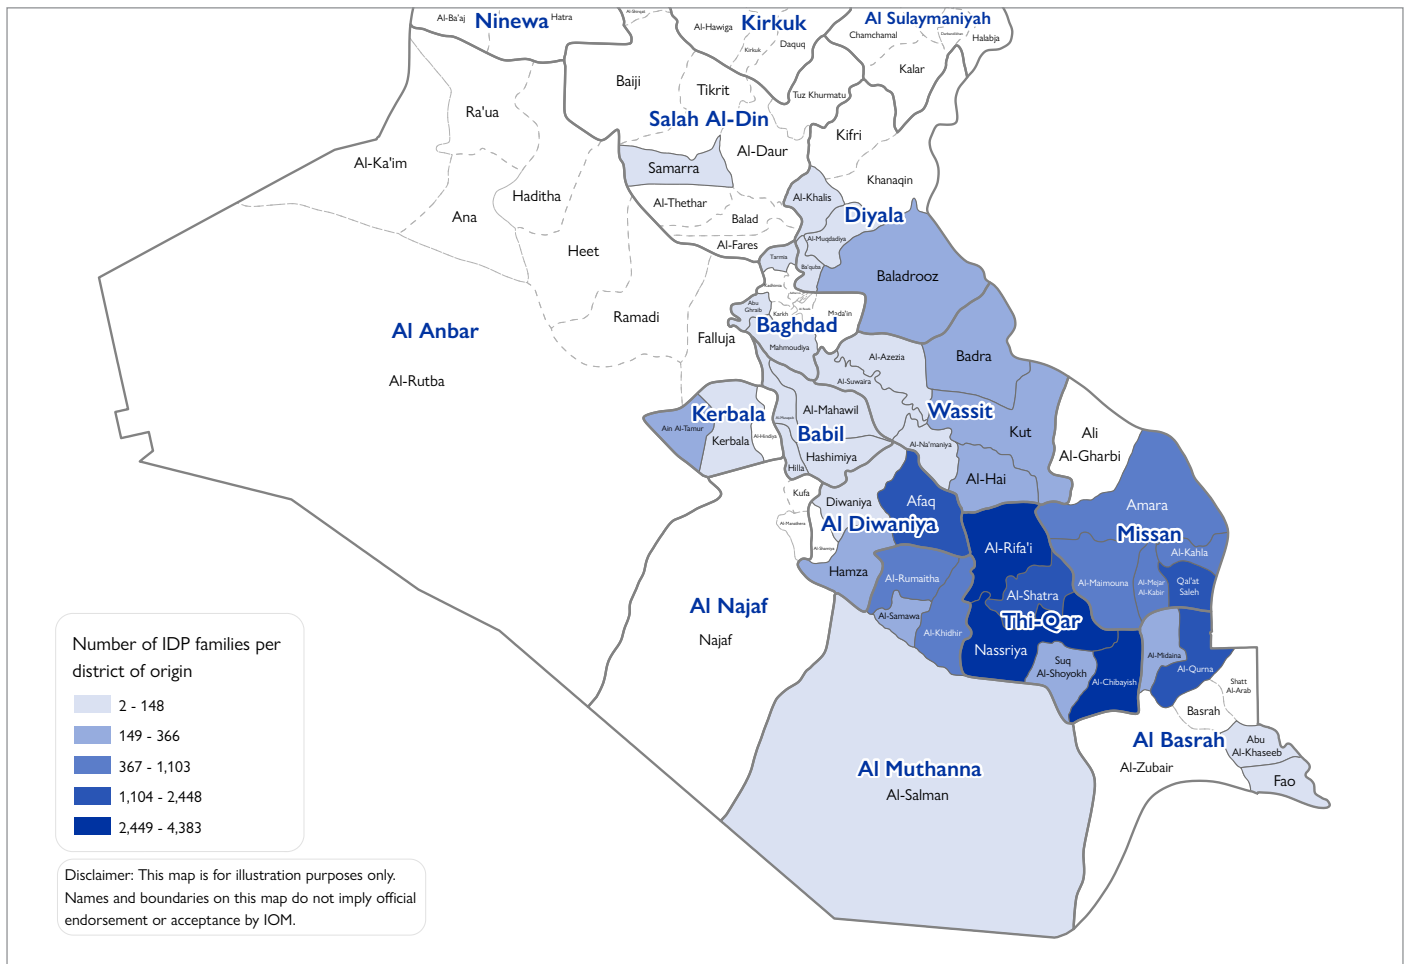 Al-Ba'aj
Ninewa
Hatra
Al-Hawiga
Kirkuk
Kirkuk
Daquq
Al Sulaymaniyah
Chamchamal
Halabja
Kalar
Baiji
Tikrit
Tuz Khurmatu
Ra'ua
Salah Al-Din
Kifri
Al-Ka'im
Al-Daur
Samarra
Khanaqin
Haditha
Al-Thethar
Al-Khalis
Ana
Balad
Diyala
Al-Muqdadiya
Al-Fares
Heet
Tarmia
Ba'quba
Baladrooz
Abu
Ghraib
Karkh
Mada'in
Ramadi
Al Anbar
Baghdad
Falluja
Mahmoudiya
Al-Azezia
Badra
Al-Rutba
Al-Suwaira
Kerbala
Al-Mahawil
Wassit
Ain Al-Tamur
Kerbala
Al-Hindiya
Babil
Kut
Ali
Al-Gharbi
Al-Na'maniya
Hashimiya
Hilla
Al-Hai
Kufa
Diwaniya
Afaq
Amara
Al Diwaniya
Missan
Al-Rifa'i
Al-Kahla
Hamza
Al-Rumaitha
Al-Maimouna
Al-Mejar
Al-Kabir
Qal'at
Saleh
Al-Shatra
Al Najaf
Al-Samawa
Thi-Qar
Al-Khidhir
Najaf
Nassriya
Suq
Al-Shoyokh
Al-Midaina
Al-Qurna
Al-Chibayish
Shatt
Al-Arab
Basrah
Al Basrah
Abu
Al-Khaseeb
Al Muthanna
Al-Zubair
Fao
Al-Salman
Number of IDP families per
district of origin
2 - 148
149 - 366
367 - 1,103
1,104 - 2,448
2,449 - 4,383
Disclaimer: This map is for illustration purposes only.
Names and boundaries on this map do not imply official
endorsement or acceptance by IOM.